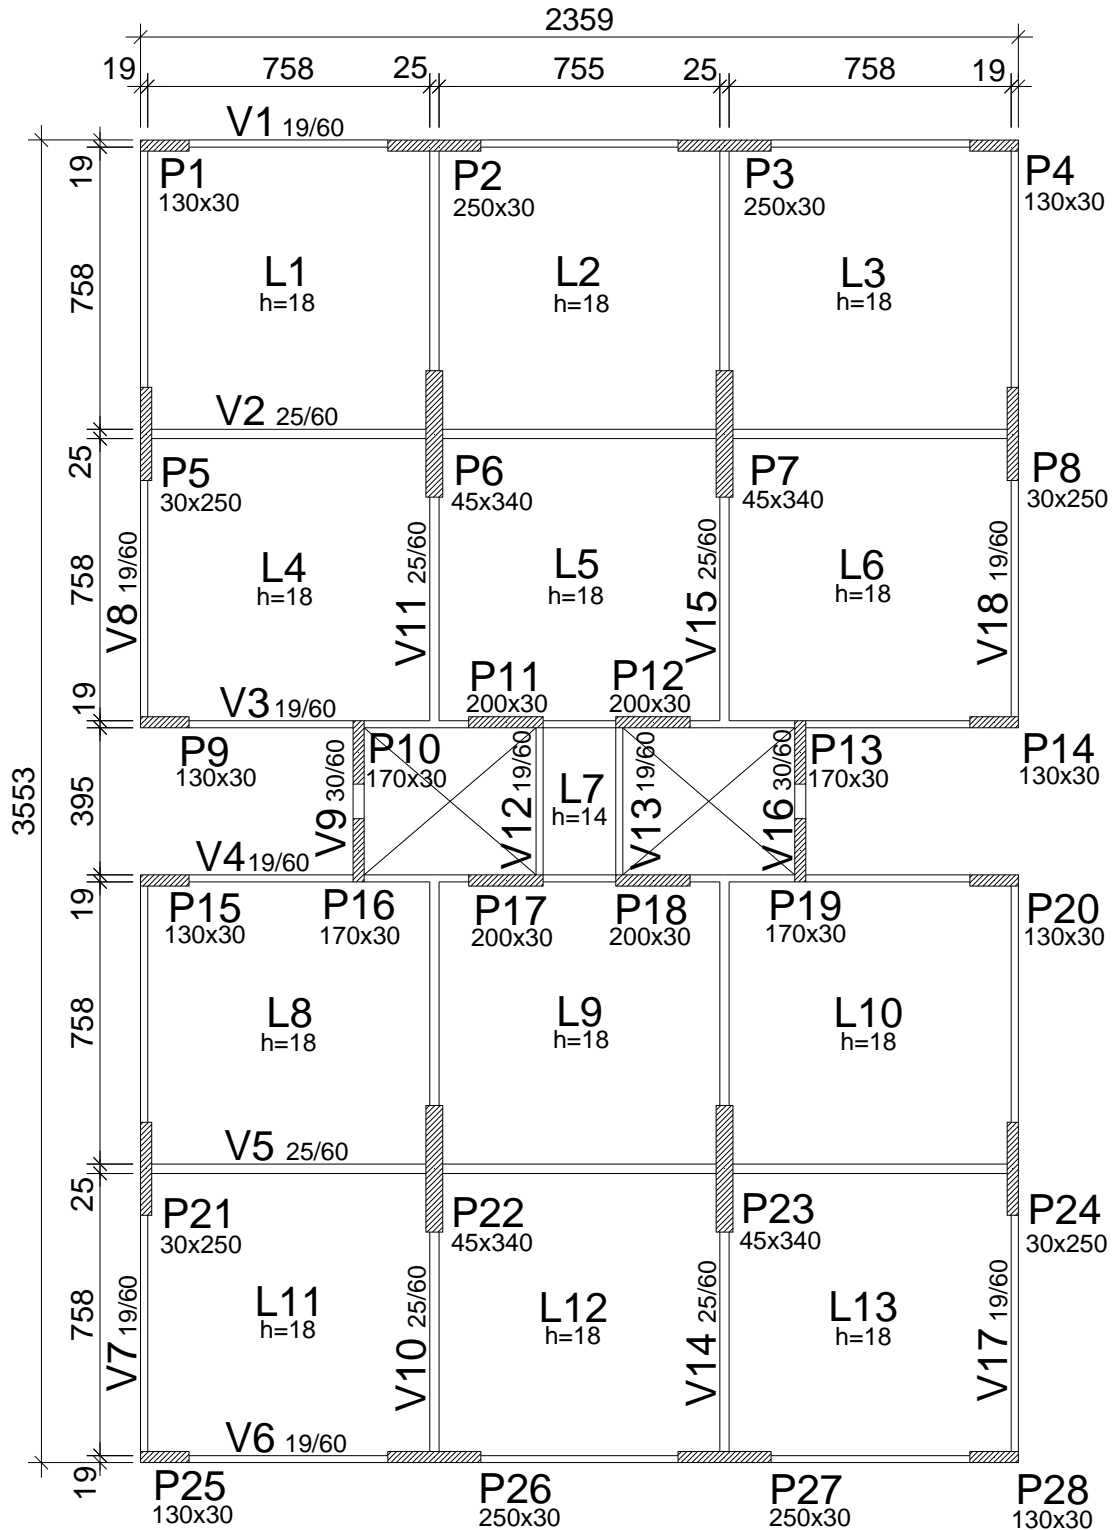 2359
19 758 25 755 25 758 19
V1 19/60
19
P1
130x30
P2
250x30
P3
250x30
P4
130x30
758
L1
h=18
L2
h=18
L3
h=18
V2 25/60
25
P5
30x250
P6
45x340
P7
45x340
P8
30x250
758
V8 19/60
L4
h=18
V11 25/60
L5
h=18
V15 25/60
L6
h=18
V18 19/60
P11
200x30
P12
200x30
19
V3 19/60
P9
130x30
P10
170x30
P13
170x30
P14
130x30
3553
395
V9 30/60
V12 19/60
L7
h=14
V13 19/60
V16 30/60
V4 19/60
19
P15
130x30
P16
170x30
P17
200x30
P18
200x30
P19
170x30
P20
130x30
758
L8
h=18
L9
h=18
L10
h=18
V5 25/60
25
P21
30x250
P22
45x340
P23
45x340
P24
30x250
758
V7 19/60
L11
h=18
V10 25/60
L12
h=18
V14 25/60
L13
h=18
V17 19/60
V6 19/60
19
P25
130x30
P26
250x30
P27
250x30
P28
130x30